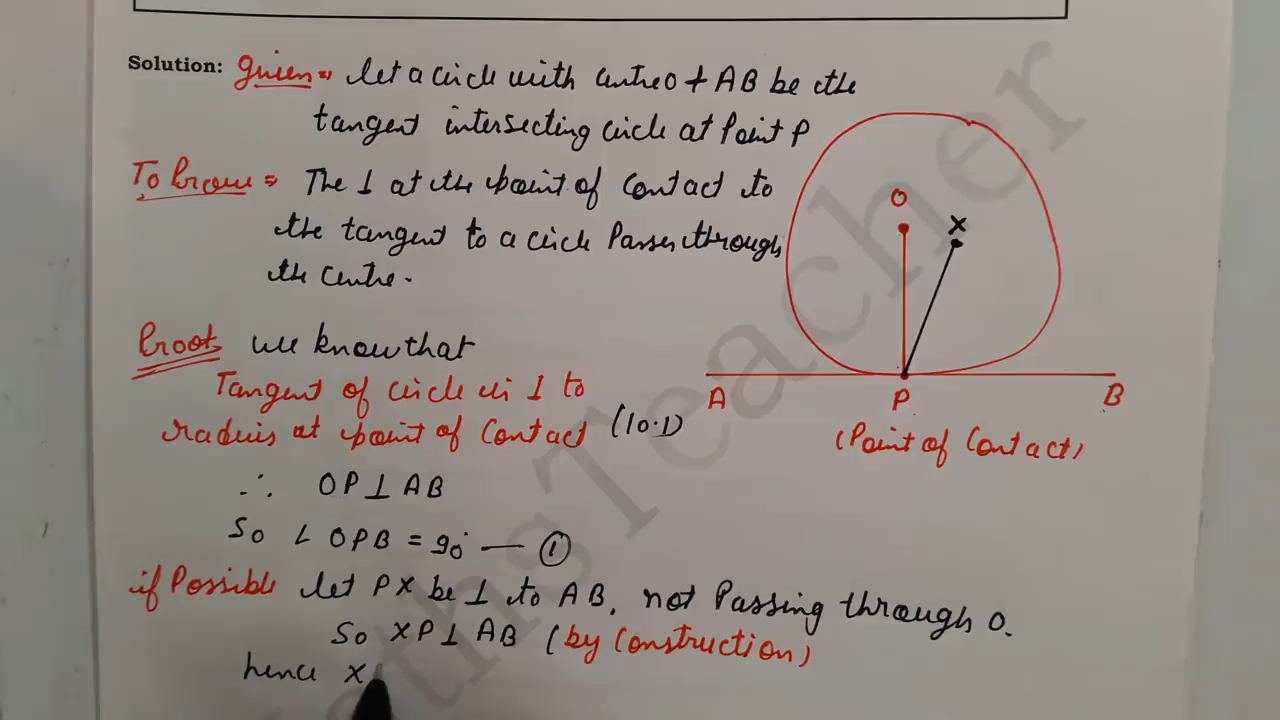 Solution: Given⇒ let a circle with centre O + AB be the
tangent intersecting circle at Point P
To Prove ⇒ The ⊥ at the point of Contact to
the tangent to a circle Passes through
the Centre.
Proof we know that
Tangent of circle is ⊥ to
radius at point of Contact (10.1)
∴ OP ⊥ AB
So ∠ OPB = 90° — ①
if Possible let PX be ⊥ to AB, not Passing through O.
So XP ⊥ AB (by Construction)
hence X
O
X
A
P
B
(Point of Contact)
Maths Teacher